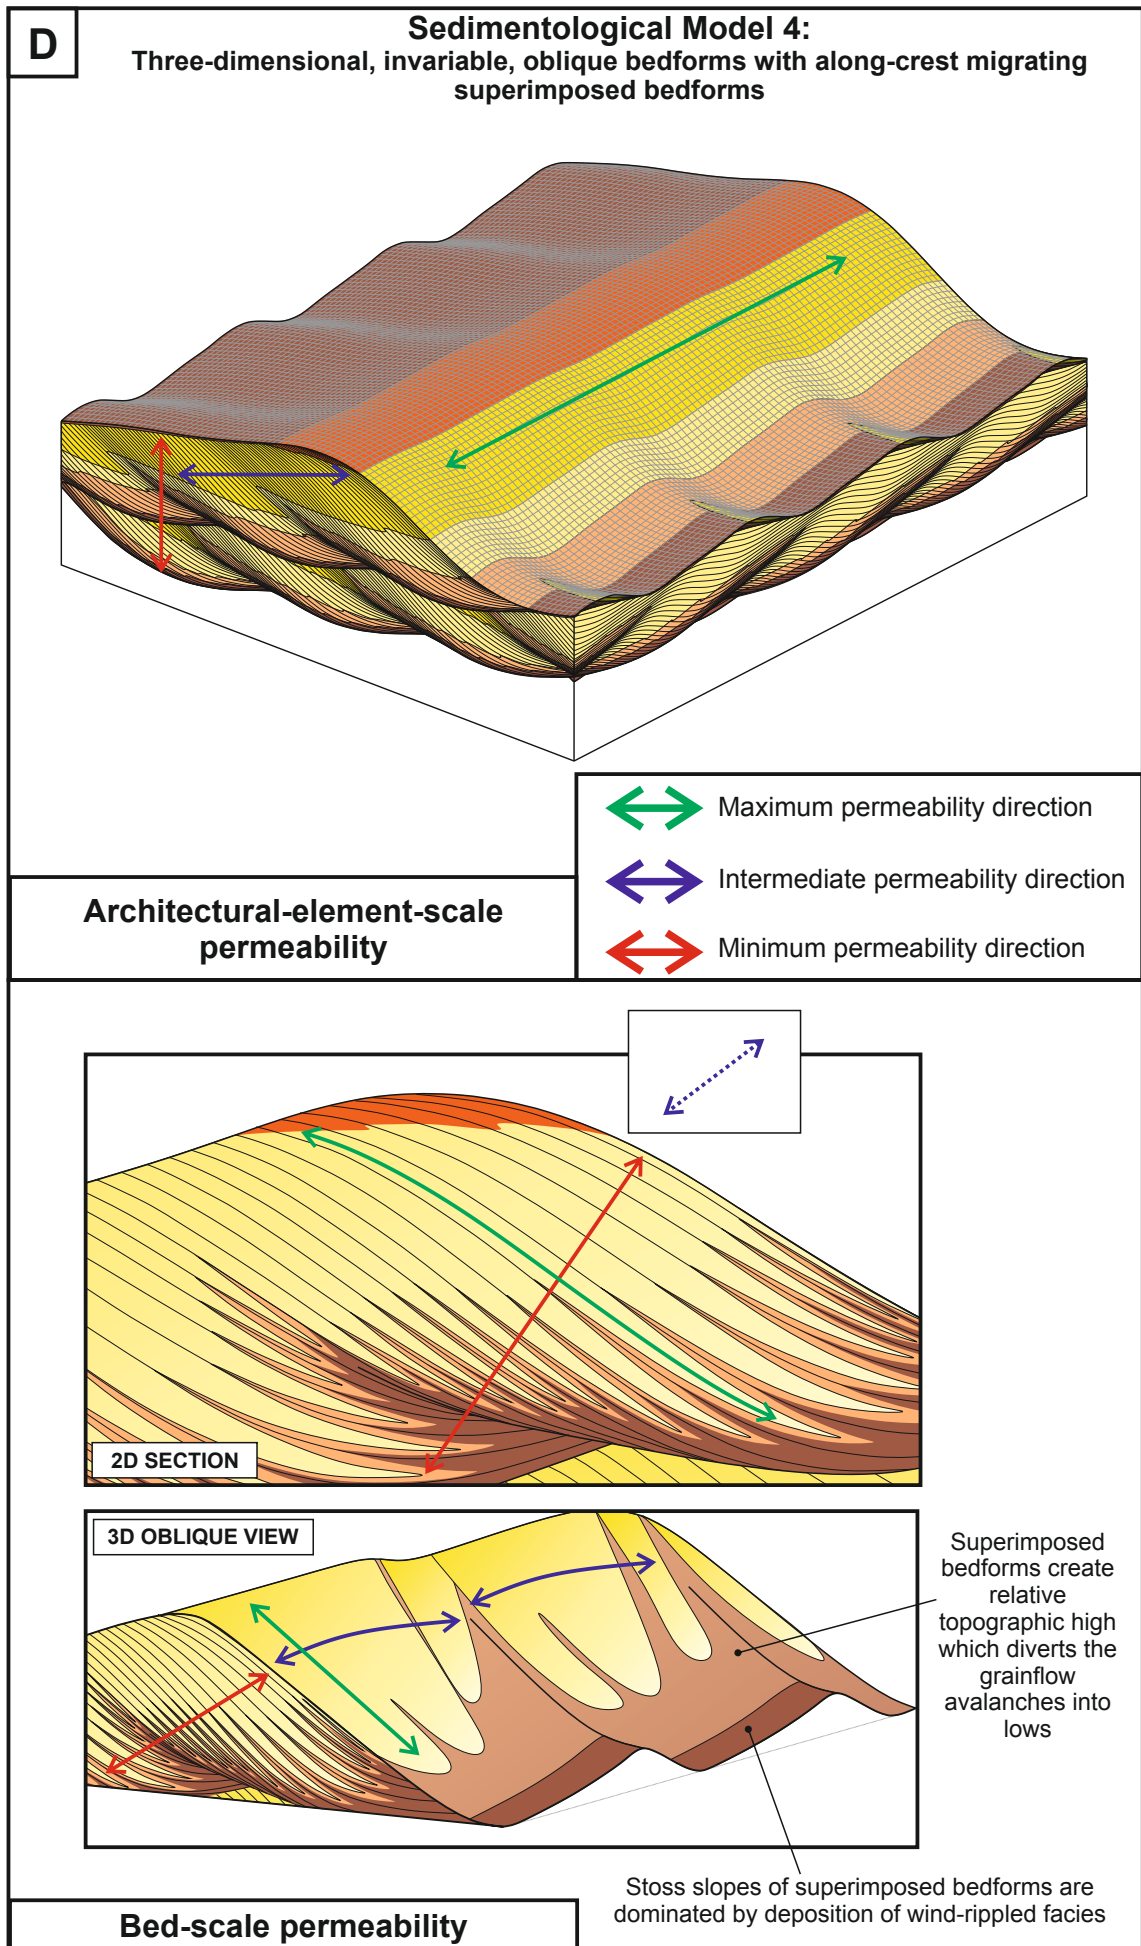 D
Sedimentological Model 4:
Three-dimensional, invariable, oblique bedforms with along-crest migrating
superimposed bedforms
Maximum permeability direction
Intermediate permeability direction
Minimum permeability direction
Architectural-element-scale
permeability
2D SECTION
3D OBLIQUE VIEW
Superimposed
bedforms create
relative
topographic high
which diverts the
grainflow
avalanches into
lows
Stoss slopes of superimposed bedforms are
dominated by deposition of wind-rippled facies
Bed-scale permeability